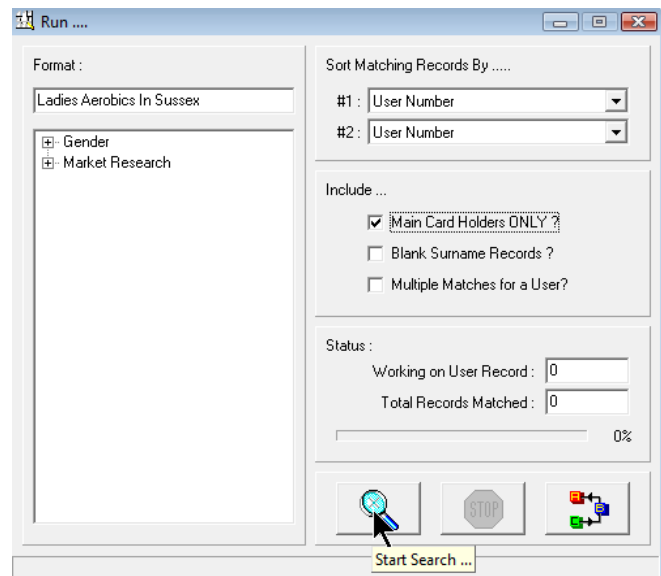 Run ....
Format :
Ladies Aerobics In Sussex
Gender
Market Research
Sort Matching Records By .....
#1 : User Number
#2 : User Number
Include ...
Main Card Holders ONLY ?
Blank Surname Records ?
Multiple Matches for a User?
Status :
Working on User Record : 0
Total Records Matched : 0
0%
STOP
Start Search ...